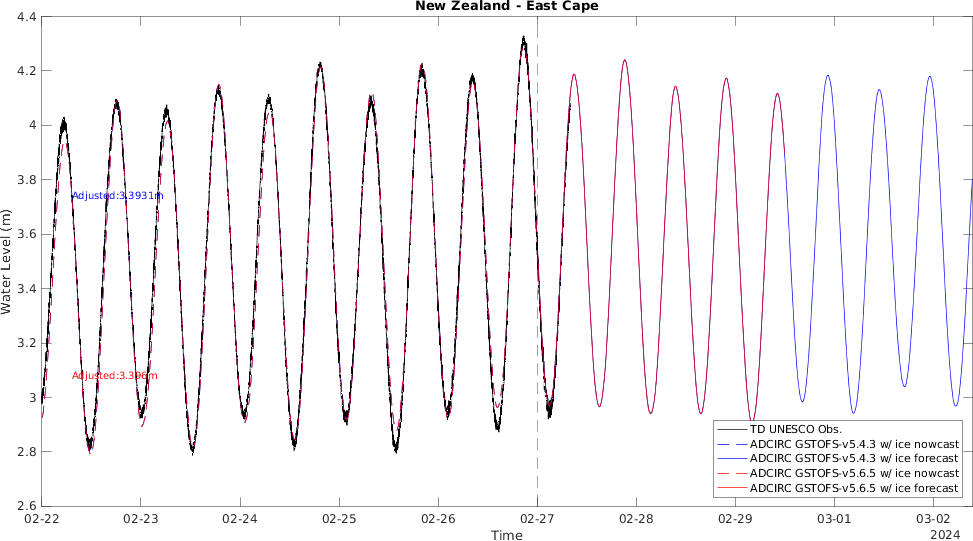 New Zealand - East Cape
Water Level (m)
4.4
4.2
4
3.8
3.6
3.4
3.2
3
2.8
2.6
Adjusted:3.3931m
Adjusted:3.396m
TD UNESCO Obs.
ADCIRC GSTOFS-v5.4.3 w/ ice nowcast
ADCIRC GSTOFS-v5.4.3 w/ ice forecast
ADCIRC GSTOFS-v5.6.5 w/ ice nowcast
ADCIRC GSTOFS-v5.6.5 w/ ice forecast
02-22 02-23 02-24 02-25 02-26 02-27 02-28 02-29 03-01 03-02
Time
2024